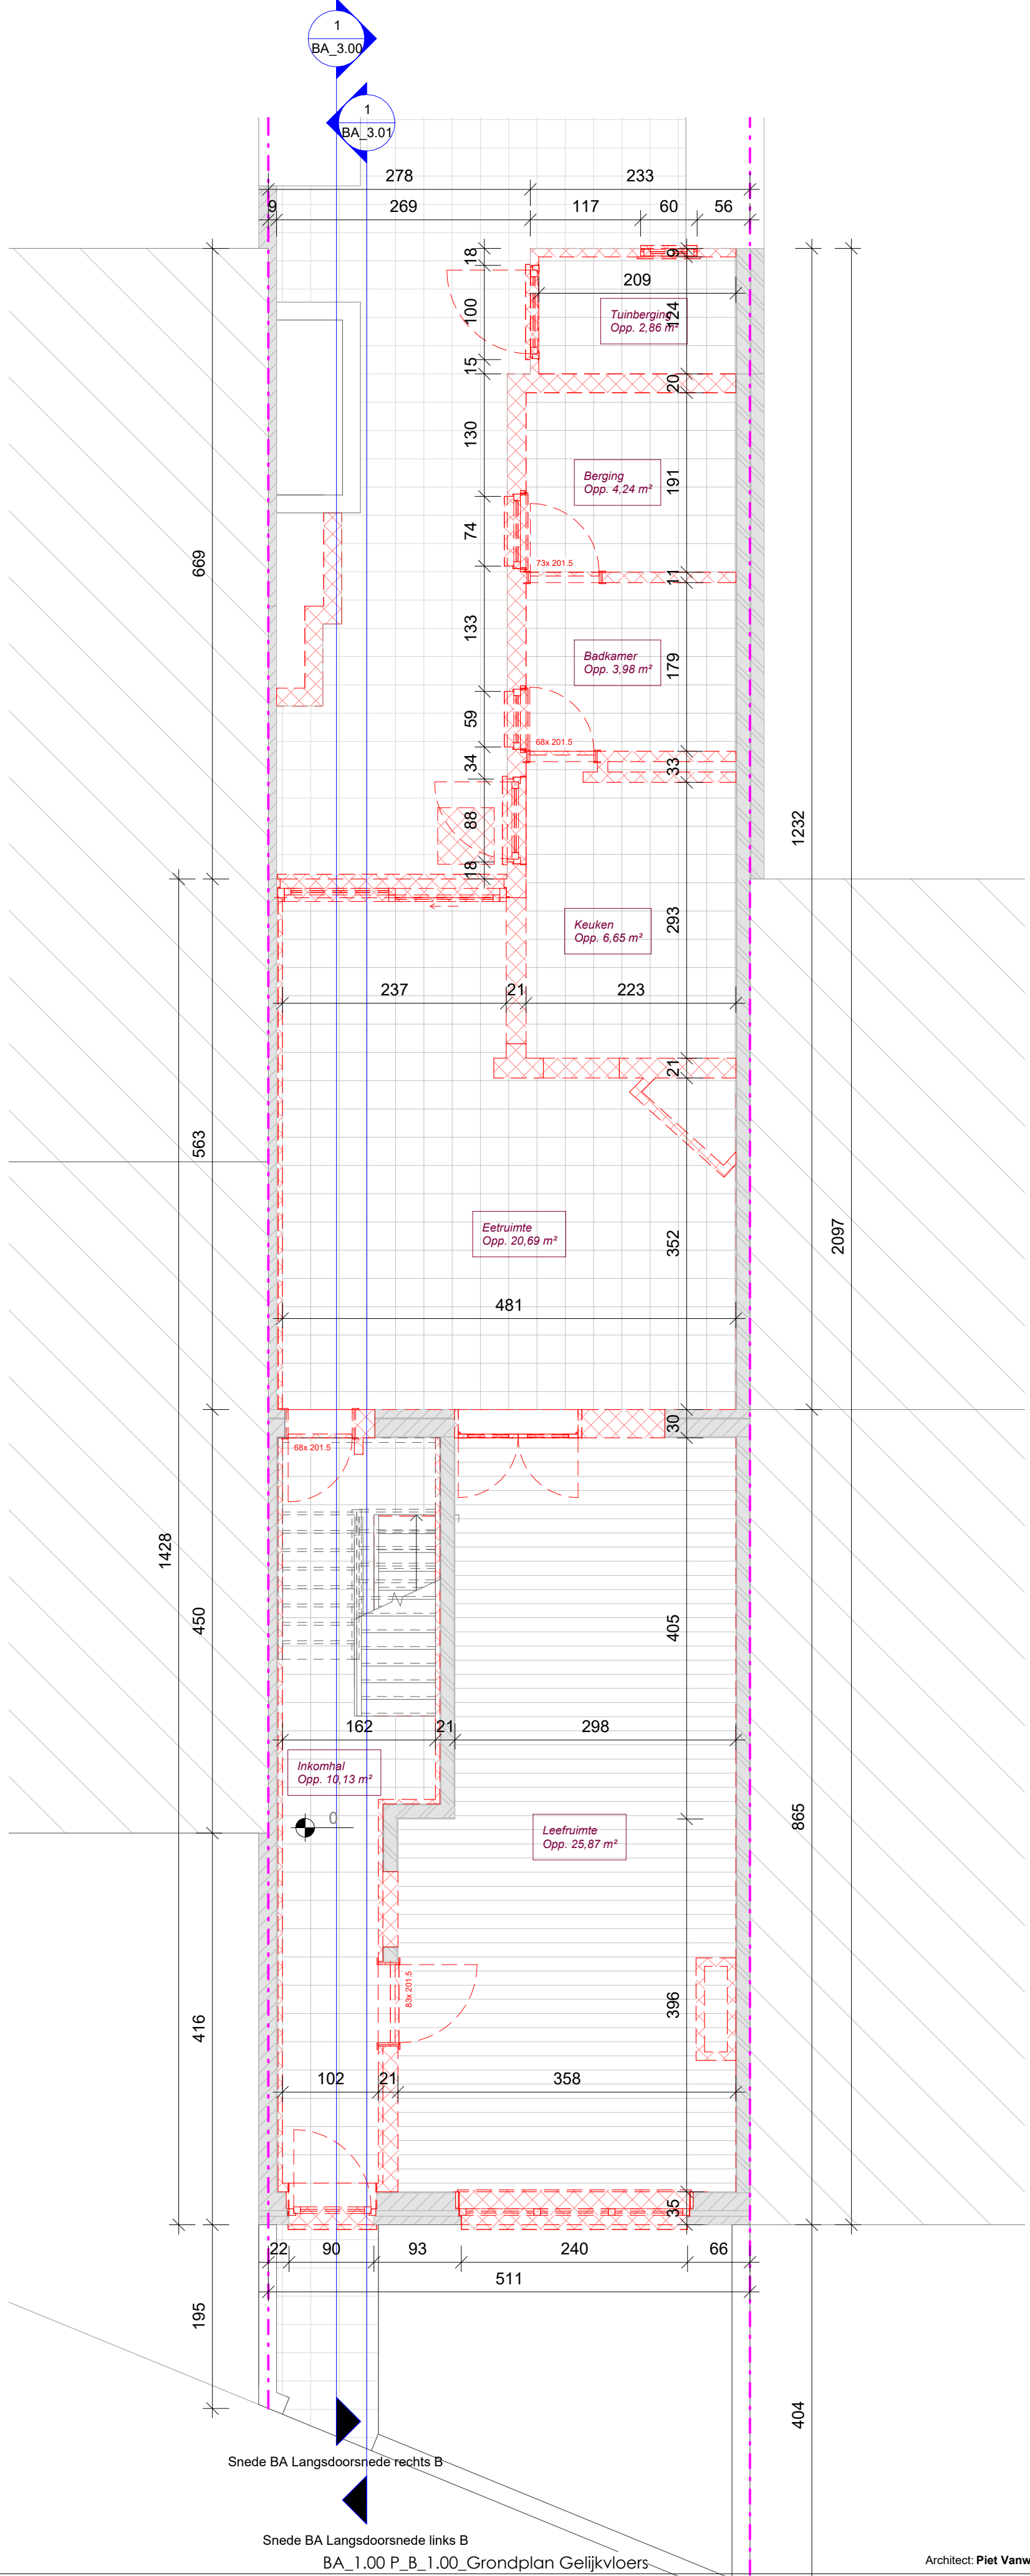 1
BA_3.00
1
BA_3.01
278
233
9
269
117
60
56
18
9
209
100
Tuinberging
Opp. 2,86 m²
124
15
20
130
Berging
Opp. 4,24 m²
191
74
669
73x 201.5
11
133
Badkamer
Opp. 3,98 m²
179
59
68x 201.5
34
33
88
1232
18
Keuken
Opp. 6,65 m²
293
237
21
223
21
563
Eetruimte
Opp. 20,69 m²
352
2097
481
30
68x 201.5
1428
450
405
162
21
298
Inkomhal
Opp. 10,13 m²
0
Leefruimte
Opp. 25,87 m²
865
83x 201.5
416
396
102
21
358
35
22
90
93
240
66
511
195
404
Snede BA Langsdoorsnede rechts B
Snede BA Langsdoorsnede links B
BA_1.00 P_B_1.00_Grondplan Gelijkvloers
Architect: Piet Vanw